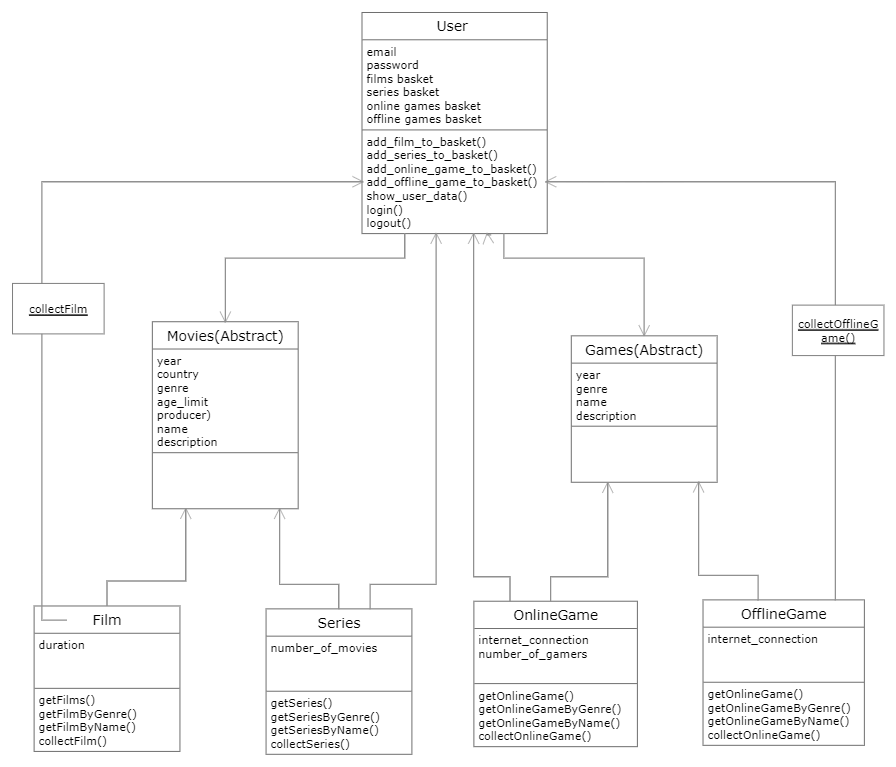 User
email
password
films basket
series basket
online games basket
offline games basket
add_film_to_basket()
add_series_to_basket()
add_online_game_to_basket()
add_offline_game_to_basket()
show_user_data()
login()
logout()
collectFilm
collectOfflineG
ame()
Movies(Abstract)
year
country
genre
age_limit
producer)
name
description
Games(Abstract)
year
genre
name
description
Film
duration
getFilms()
getFilmByGenre()
getFilmByName()
collectFilm()
Series
number_of_movies
getSeries()
getSeriesByGenre()
getSeriesByName()
collectSeries()
OnlineGame
internet_connection
number_of_gamers
getOnlineGame()
getOnlineGameByGenre()
getOnlineGameByName()
collectOnlineGame()
OfflineGame
internet_connection
getOnlineGame()
getOnlineGameByGenre()
getOnlineGameByName()
collectOnlineGame()